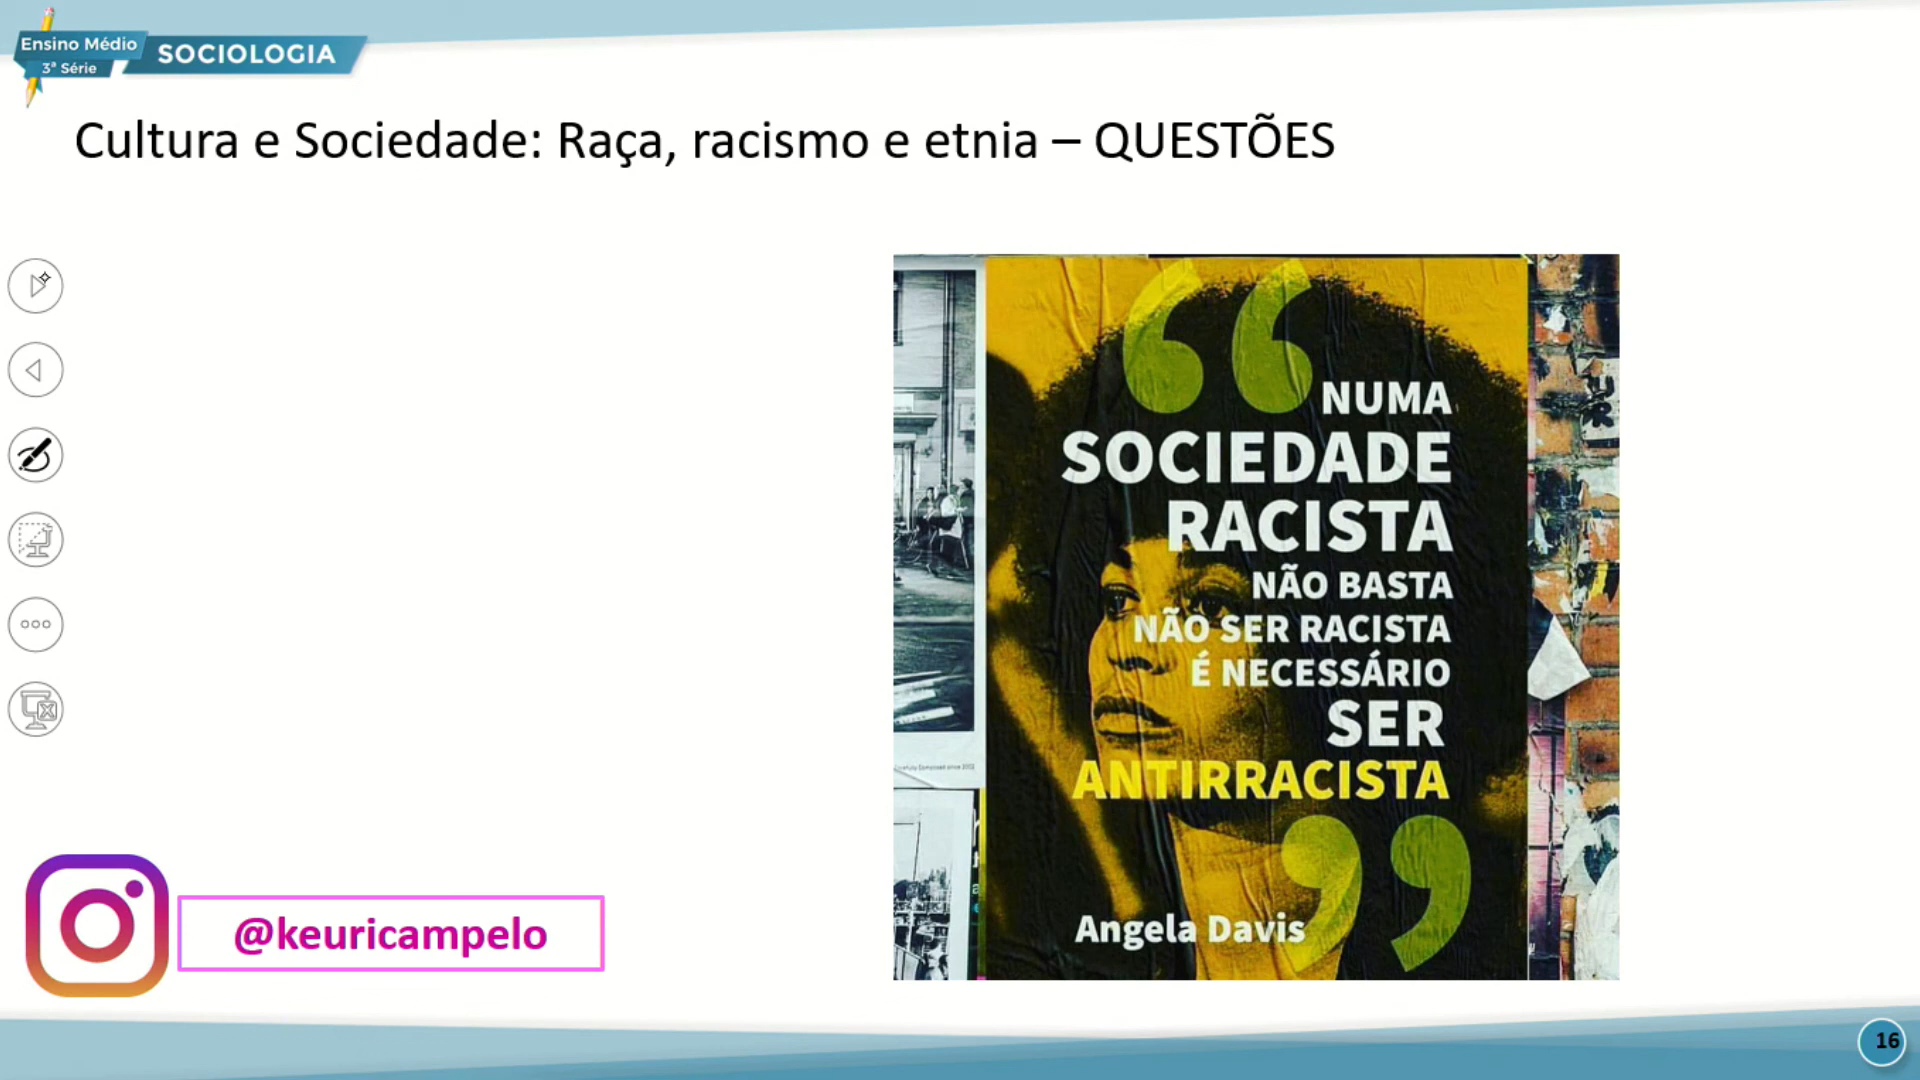 Ensino Médio
3ª Série
SOCIOLOGIA
Cultura e Sociedade: Raça, racismo e etnia – QUESTÕES
NUMA
SOCIEDADE
RACISTA
NÃO BASTA
NÃO SER RACISTA
É NECESSÁRIO
SER
ANTIRRACISTA
Angela Davis
@keuricampelo
16